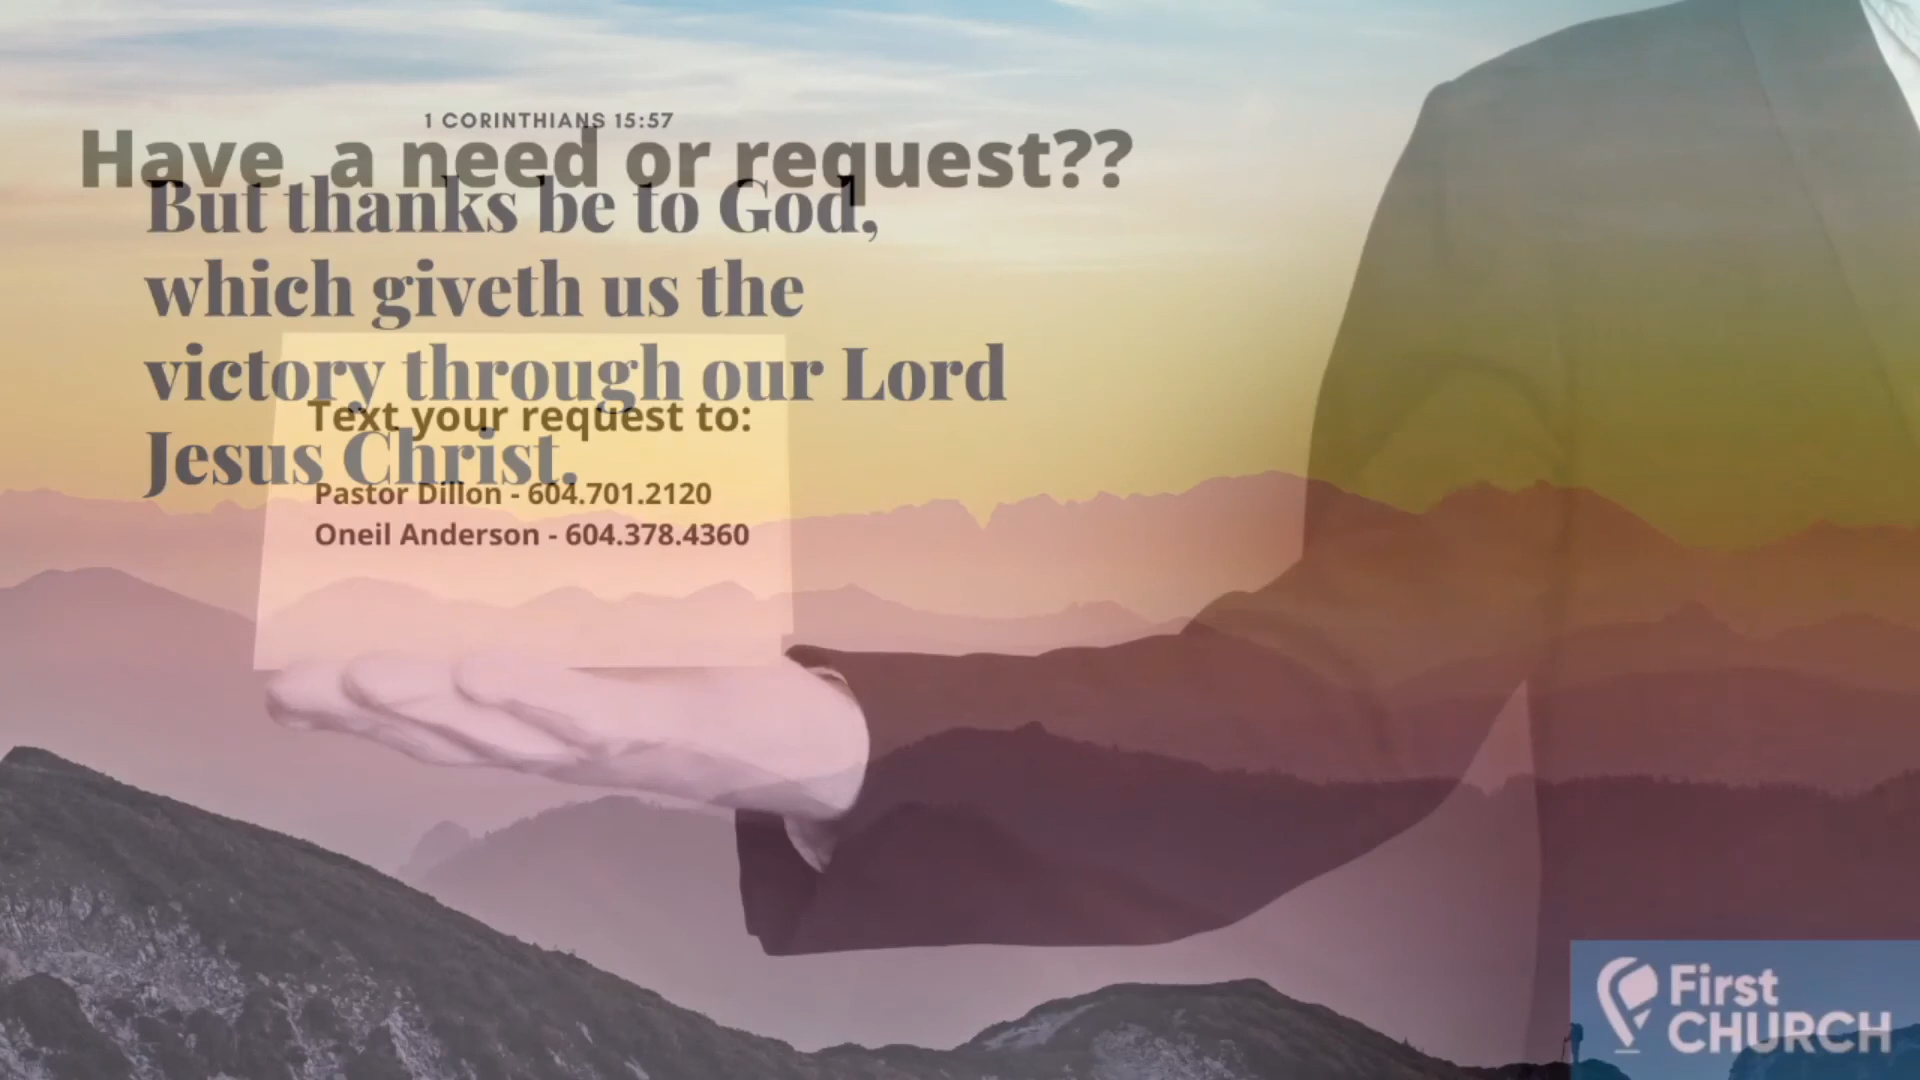 1 CORINTHIANS 15:57
Have a need or request??
But thanks be to God,
which giveth us the
victory through our Lord
Jesus Christ.
Text your request to:
Pastor Dillon - 604.701.2120
Oneil Anderson - 604.378.4360
First
CHURCH